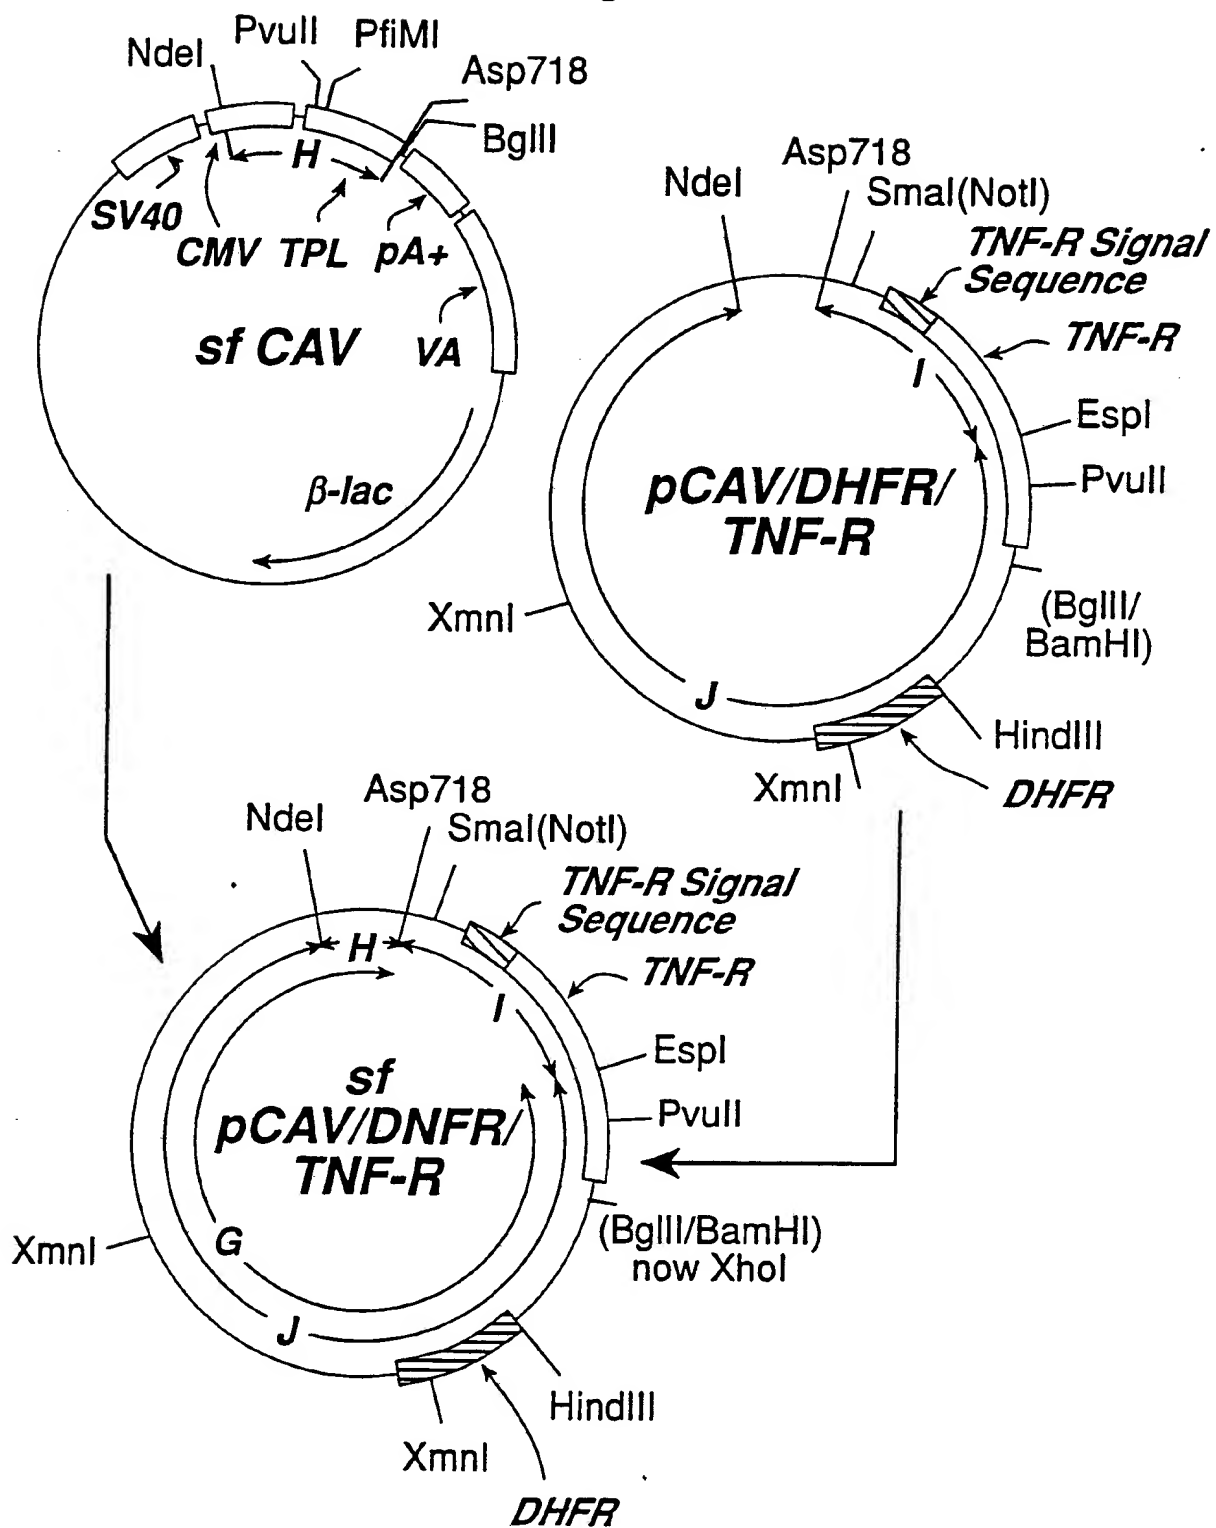 PvuII
PflMI
NdeI
Asp718
BglII
H
SV40
CMV
TPL
pA+
VA
sf CAV
β-lac
Asp718
NdeI
SmaI(NotI)
TNF-R Signal
Sequence
TNF-R
I
EspI
PvuII
pCAV/DHFR/
TNF-R
(BglII/
BamHI)
XmnI
J
HindIII
XmnI
DHFR
Asp718
NdeI
SmaI(NotI)
TNF-R Signal
Sequence
H
TNF-R
I
EspI
PvuII
sf
pCAV/DNFR/
TNF-R
(BglII/BamHI)
now XhoI
XmnI
G
J
HindIII
XmnI
DHFR